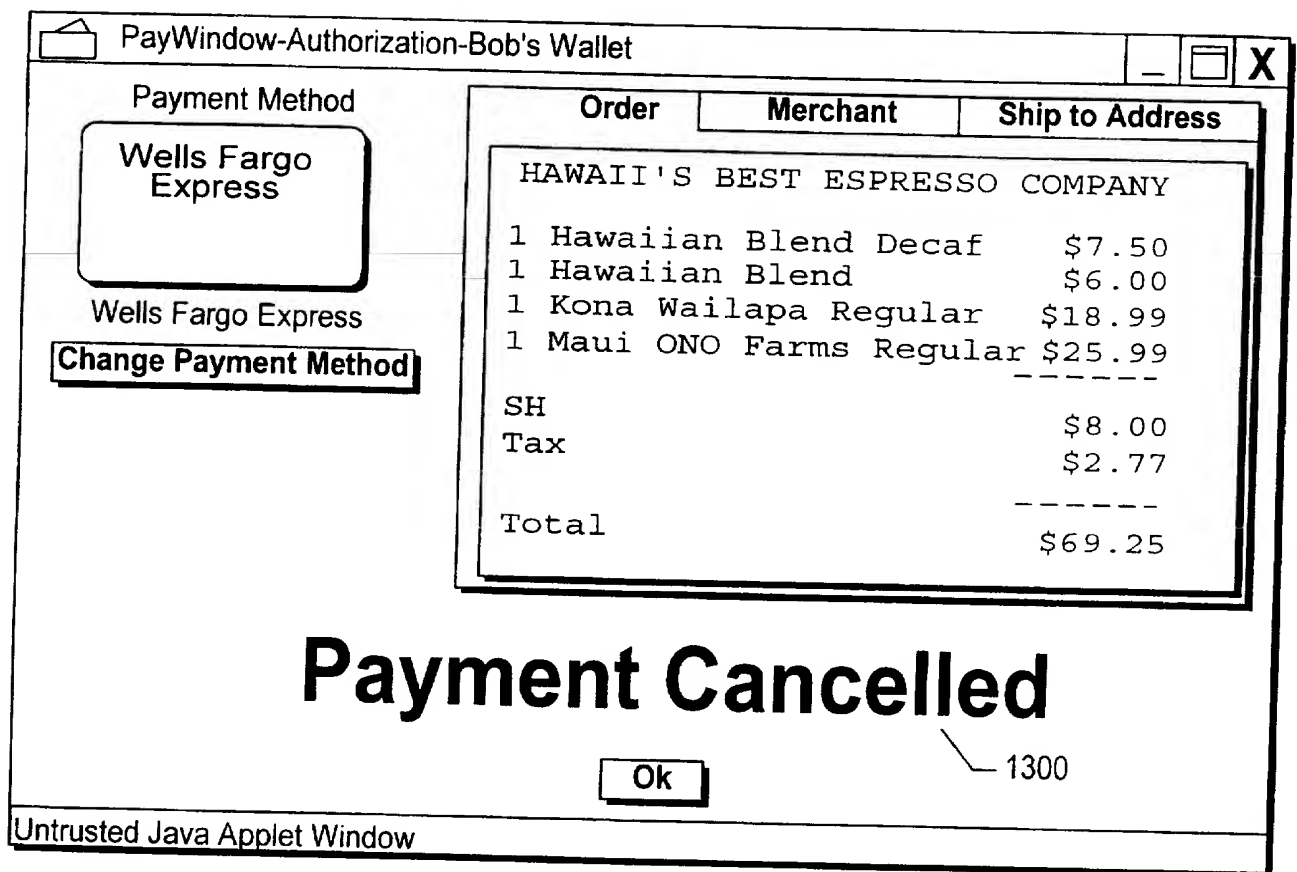 PayWindow-Authorization-Bob's Wallet
_ X
Payment Method
Wells Fargo
Express
Wells Fargo Express
Change Payment Method
Order Merchant Ship to Address
HAWAII'S BEST ESPRESSO COMPANY
1 Hawaiian Blend Decaf $7.50
1 Hawaiian Blend $6.00
1 Kona Wailapa Regular $18.99
1 Maui ONO Farms Regular $25.99
------
SH $8.00
Tax $2.77
------
Total $69.25
Payment Cancelled
1300
Ok
Untrusted Java Applet Window